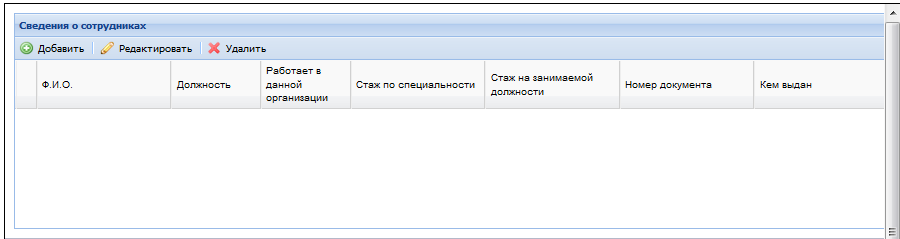 Сведения о сотрудниках
Добавить Редактировать Удалить
Ф.И.О. Должность Работает в данной организации Стаж по специальности Стаж на занимаемой должности Номер документа Кем выдан